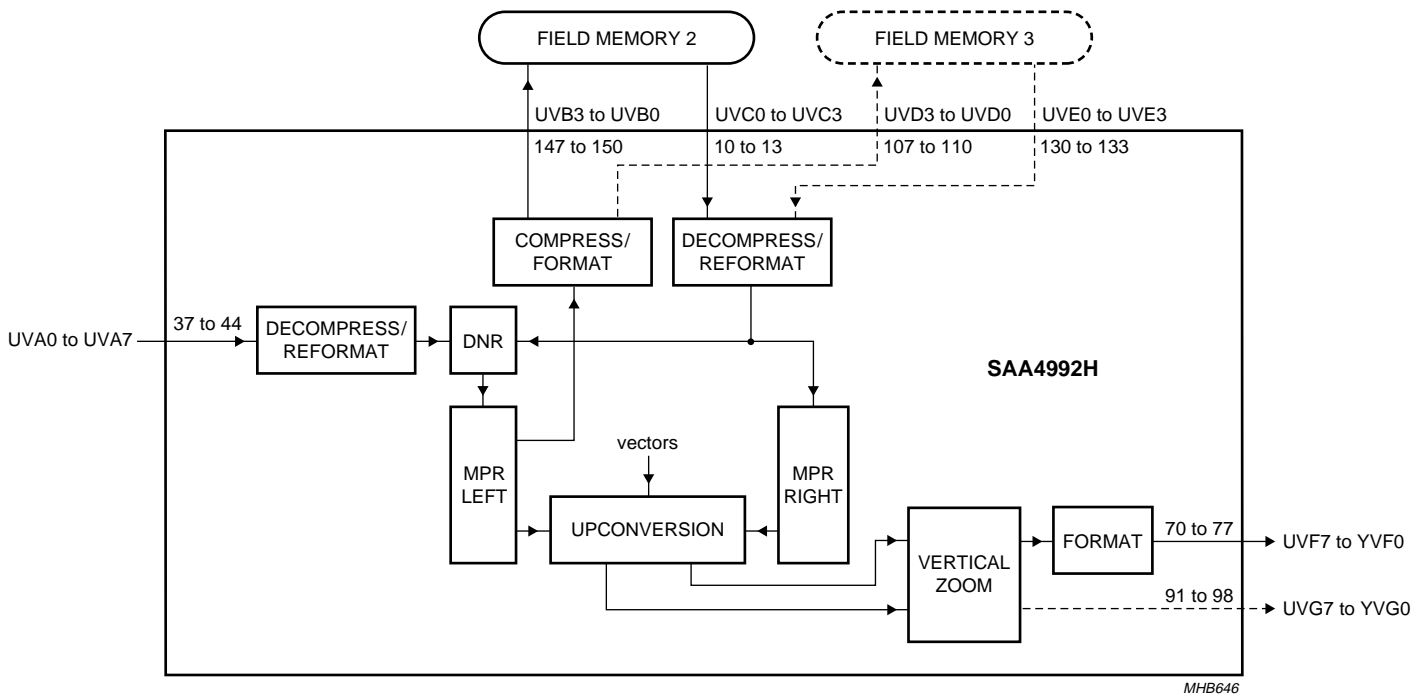 FIELD MEMORY 2
FIELD MEMORY 3
UVB3 to UVB0
UVC0 to UVC3
UVD3 to UVD0
UVE0 to UVE3
147 to 150
10 to 13
107 to 110
130 to 133
COMPRESS/
FORMAT
DECOMPRESS/
REFORMAT
UVA0 to UVA7
37 to 44
DECOMPRESS/
REFORMAT
DNR
SAA4992H
vectors
MPR
LEFT
MPR
RIGHT
UPCONVERSION
VERTICAL
ZOOM
FORMAT
70 to 77
UVF7 to YVF0
91 to 98
UVG7 to YVG0
MHB646